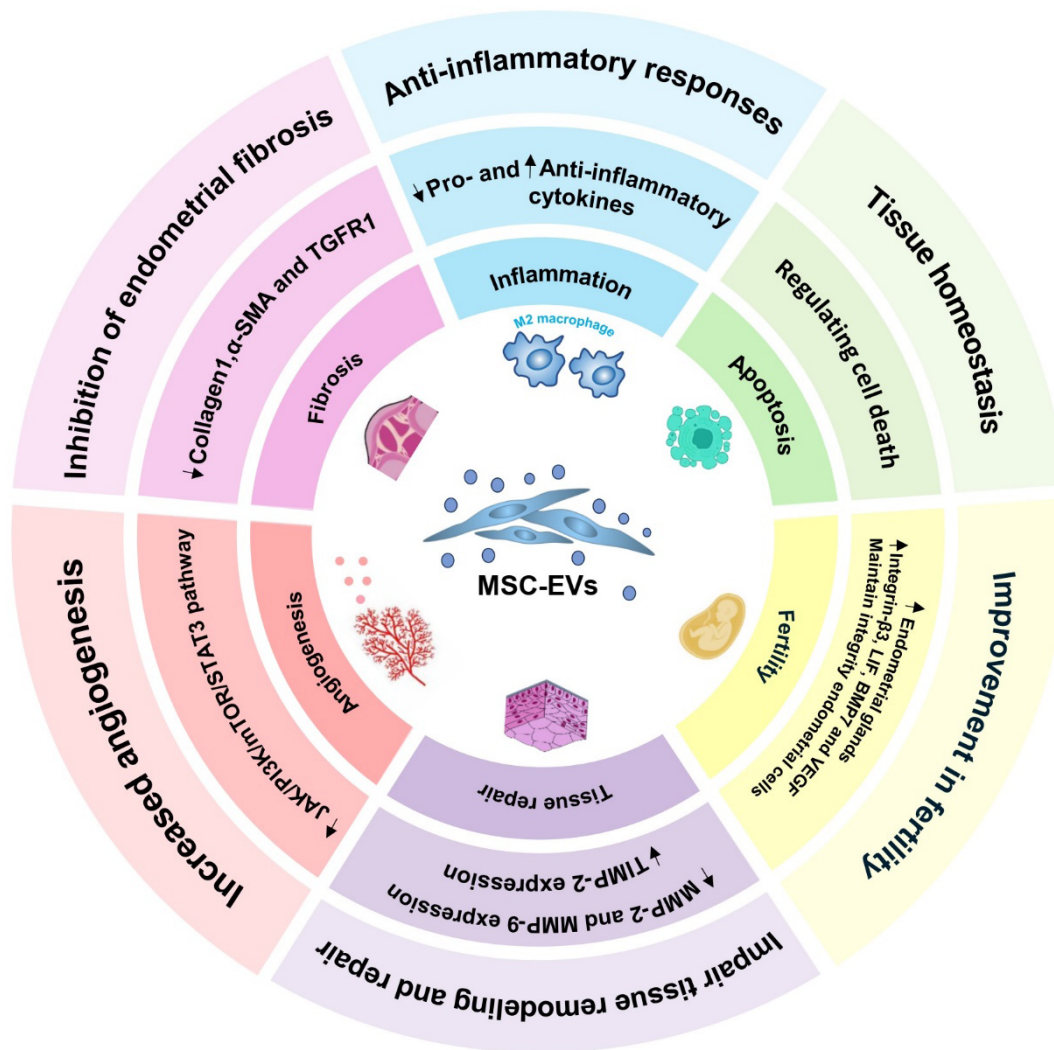 Anti-inflammatory responses
↓Pro- and ↑Anti-inflammatory
cytokines
Inflammation
M2 macrophage
Tissue homeostasis
Regulating cell death
Apoptosis
Improvement in fertility
↑ Endometrial glands
↑Integrin-β3, LIF, BMP7 and VEGF
Maintain integrity endometrial cells
Fertility
Impair tissue remodeling and repair
↑ MMP-2 and MMP-9 expression
↓TIMP-2 expression
Tissue repair
Increased angiogenesis
↑ JAK/PI3K/mTOR/STAT3 pathway
Angiogenesis
Inhibition of endometrial fibrosis
↓Collagen1,α-SMA and TGFR1
Fibrosis
MSC-EVs